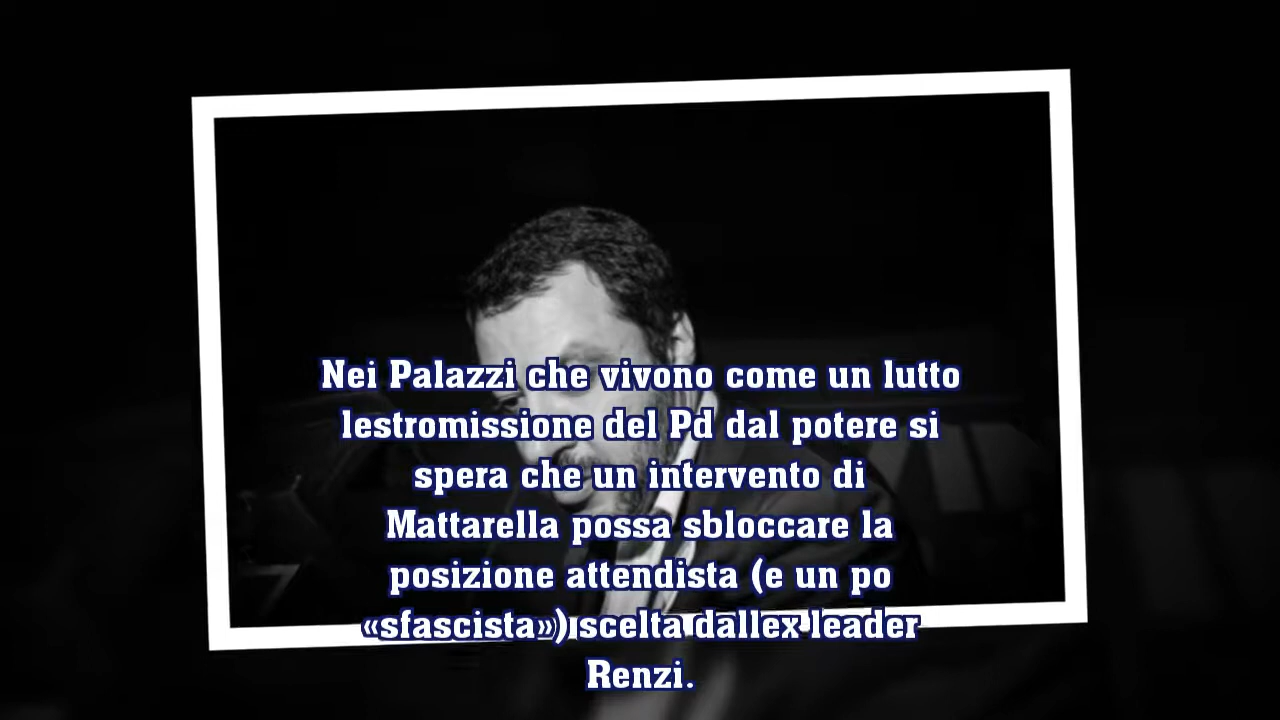 Nei Palazzi che vivono come un lutto
lestromissione del Pd dal potere si
spera che un intervento di
Mattarella possa sbloccare la
posizione attendista (e un po
«sfascista») scelta dallex leader
Renzi.